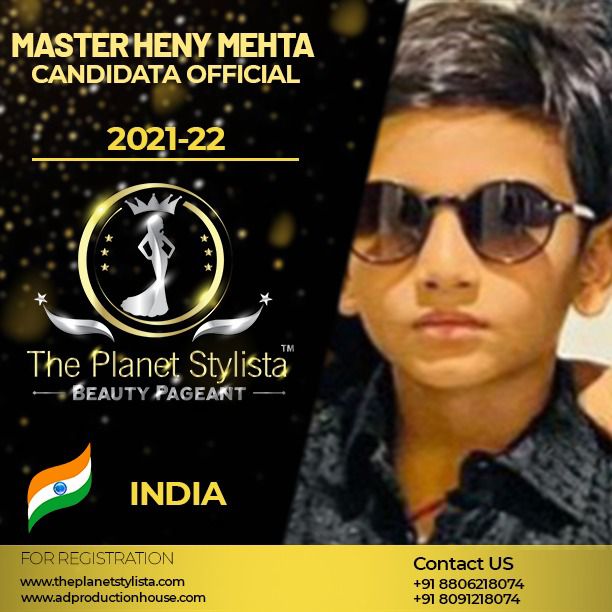 MASTER HENY MEHTA
CANDIDATA OFFICIAL
2021-22
The Planet Stylista™
BEAUTY PAGEANT
INDIA
FOR REGISTRATION
www.theplanetstylista.com
www.adproductionhouse.com
Contact US
+91 8806218074
+91 8091218074